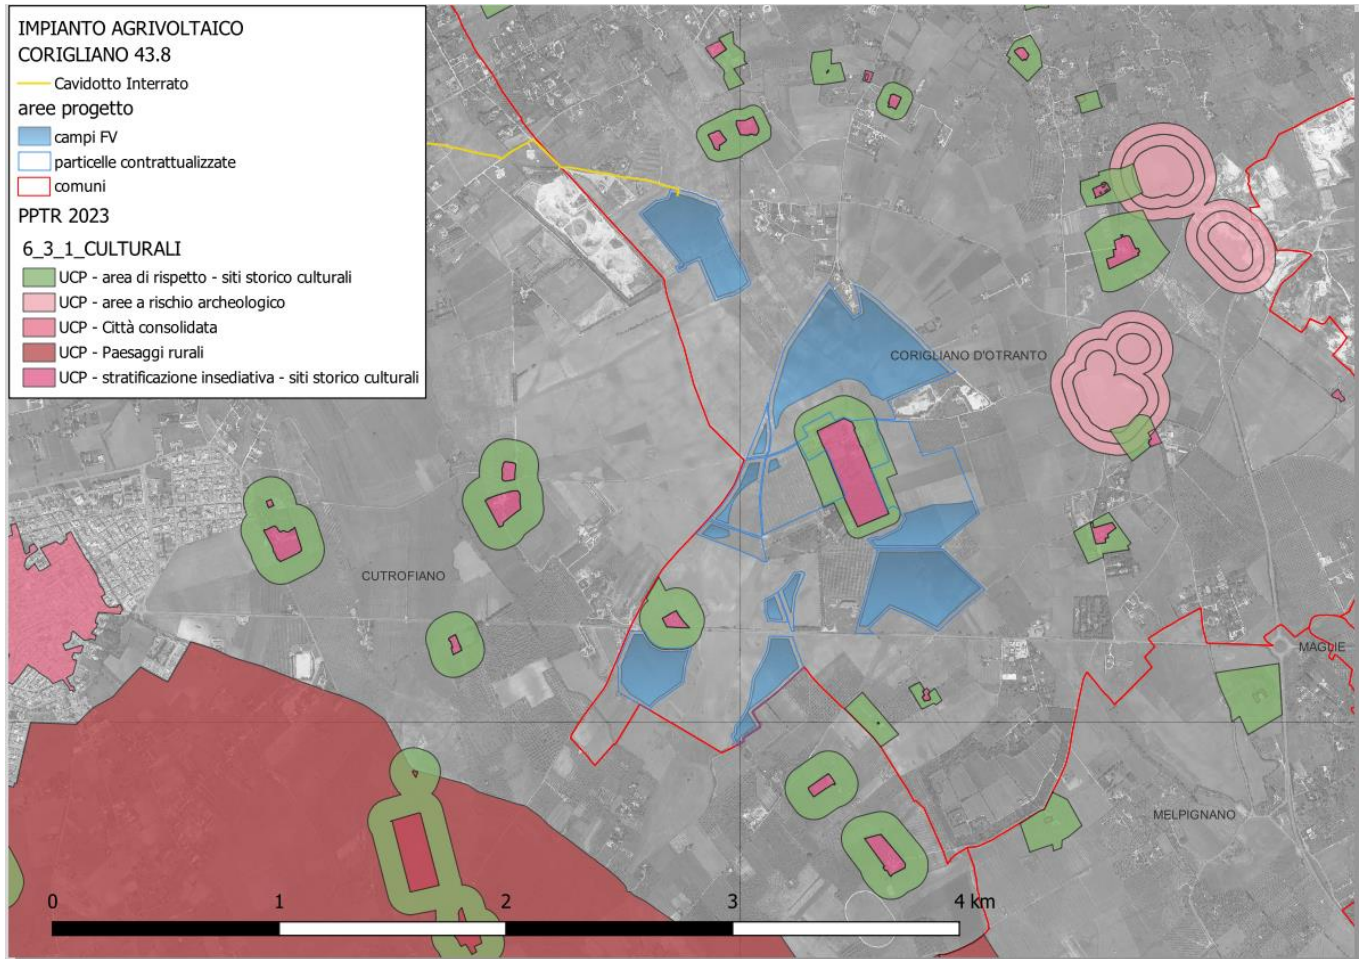 IMPIANTO AGRIVOLTAICO
CORIGLIANO 43.8
Cavidotto Interrato
aree progetto
campi FV
particelle contrattualizzate
comuni
PPTR 2023
6_3_1_CULTURALI
UCP - area di rispetto - siti storico culturali
UCP - aree a rischio archeologico
UCP - Città consolidata
UCP - Paesaggi rurali
UCP - stratificazione insediativa - siti storico culturali
CORIGLIANO D'OTRANTO
CUTROFIANO
MAGLIE
MELPIGNANO
0 1 2 3 4 km